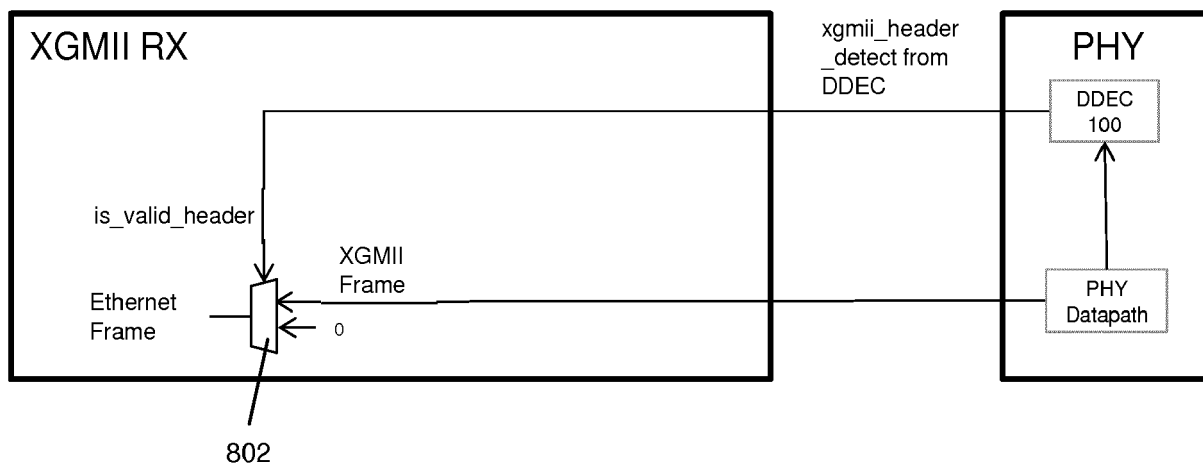 XGMII RX
xgmii_header
_detect from
DDEC
PHY
DDEC
100
is_valid_header
XGMII
Frame
Ethernet
Frame
0
PHY
Datapath
802